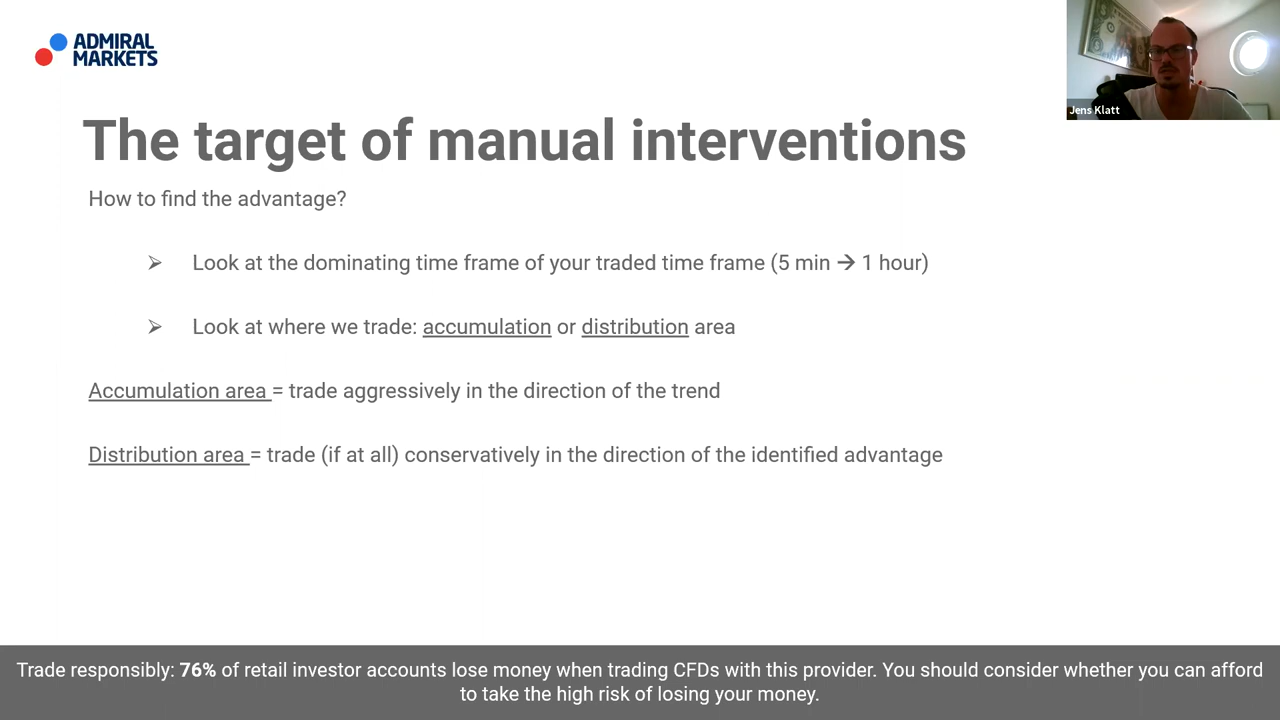 ADMIRAL
MARKETS
Jens Klatt
The target of manual interventions
How to find the advantage?
➢ Look at the dominating time frame of your traded time frame (5 min → 1 hour)
➢ Look at where we trade: accumulation or distribution area
Accumulation area = trade aggressively in the direction of the trend
Distribution area = trade (if at all) conservatively in the direction of the identified advantage
Trade responsibly: 76% of retail investor accounts lose money when trading CFDs with this provider. You should consider whether you can afford
to take the high risk of losing your money.